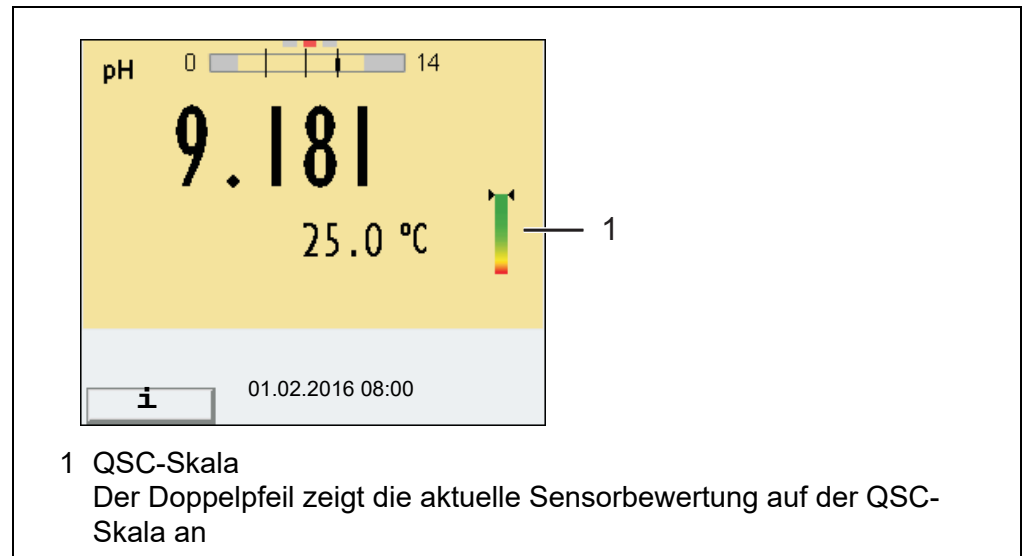 pH 0 14
9.181
25.0 °C
1
i 01.02.2016 08:00
1 QSC-Skala
Der Doppelpfeil zeigt die aktuelle Sensorbewertung auf der QSC-
Skala an